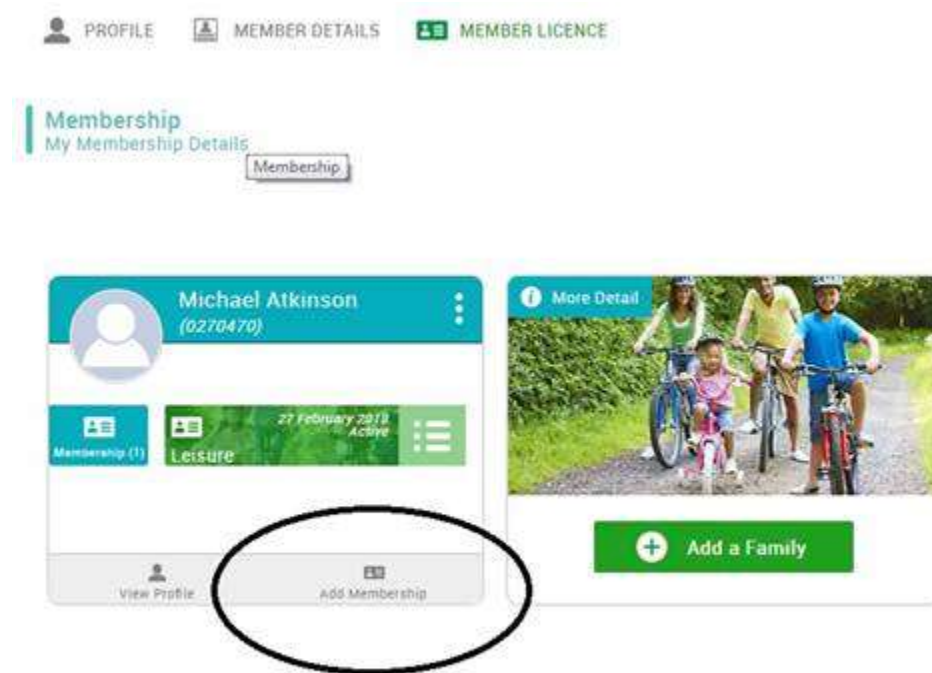 PROFILE MEMBER DETAILS MEMBER LICENCE
Membership
My Membership Details
Membership
Michael Atkinson
(0270470)
More Detail
27 February 2018
Active
Membership (1)
Leisure
Add a Family
View Profile Add Membership